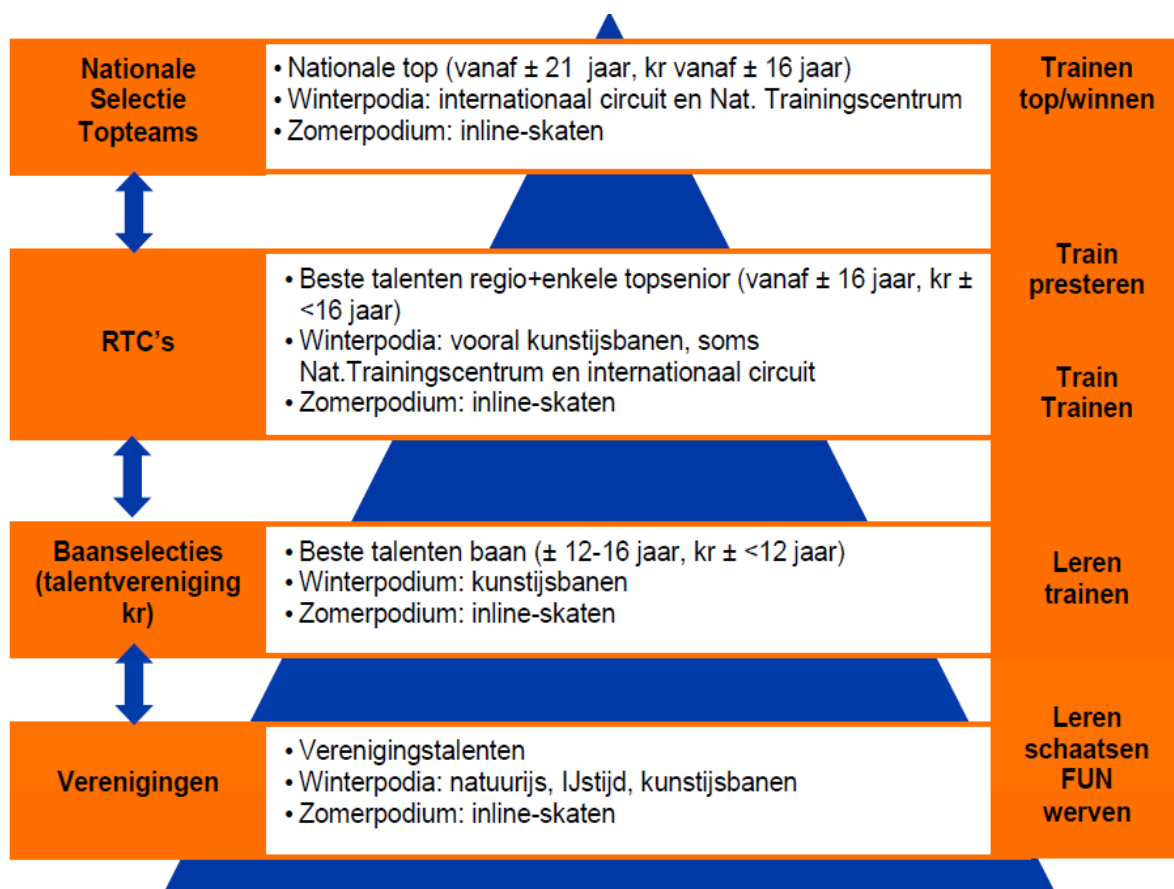 Nationale
Selectie
Topteams
• Nationale top (vanaf ± 21 jaar, kr vanaf ± 16 jaar)
• Winterpodia: internationaal circuit en Nat. Trainingscentrum
• Zomerpodium: inline-skaten
Trainen
top/winnen
RTC's
• Beste talenten regio+enkele topsenior (vanaf ± 16 jaar, kr ±
<16 jaar)
• Winterpodia: vooral kunstijsbanen, soms
Nat.Trainingscentrum en internationaal circuit
• Zomerpodium: inline-skaten
Train
presteren
Train
Trainen
Baanselecties
(talentvereniging
kr)
• Beste talenten baan (± 12-16 jaar, kr ± <12 jaar)
• Winterpodium: kunstijsbanen
• Zomerpodium: inline-skaten
Leren
trainen
Verenigingen
• Verenigingstalenten
• Winterpodia: natuurijs, IJstijd, kunstijsbanen
• Zomerpodium: inline-skaten
Leren
schaatsen
FUN
werven